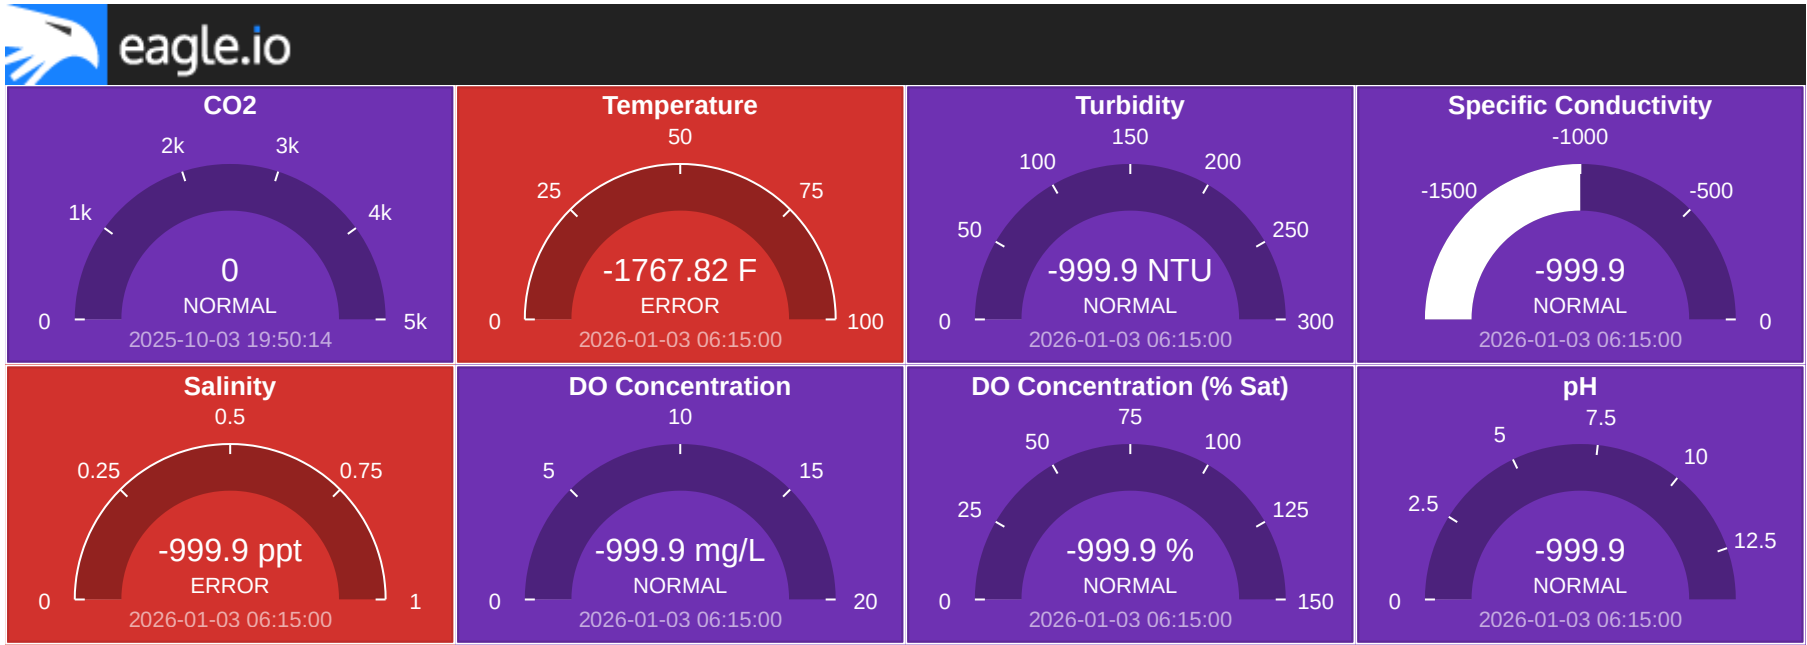 eagle.io
CO2
2k
3k
1k
4k
0
NORMAL
0
5k
2025-10-03 19:50:14
Temperature
50
25
75
-1767.82 F
ERROR
0
100
2026-01-03 06:15:00
Turbidity
150
100
200
50
250
-999.9 NTU
NORMAL
0
300
2026-01-03 06:15:00
Specific Conductivity
-1000
-1500
-500
-999.9
NORMAL
0
2026-01-03 06:15:00
Salinity
0.5
0.25
0.75
-999.9 ppt
ERROR
0
1
2026-01-03 06:15:00
DO Concentration
10
5
15
-999.9 mg/L
NORMAL
0
20
2026-01-03 06:15:00
DO Concentration (% Sat)
75
50
100
25
125
-999.9 %
NORMAL
0
150
2026-01-03 06:15:00
pH
7.5
5
10
2.5
12.5
-999.9
NORMAL
0
2026-01-03 06:15:00